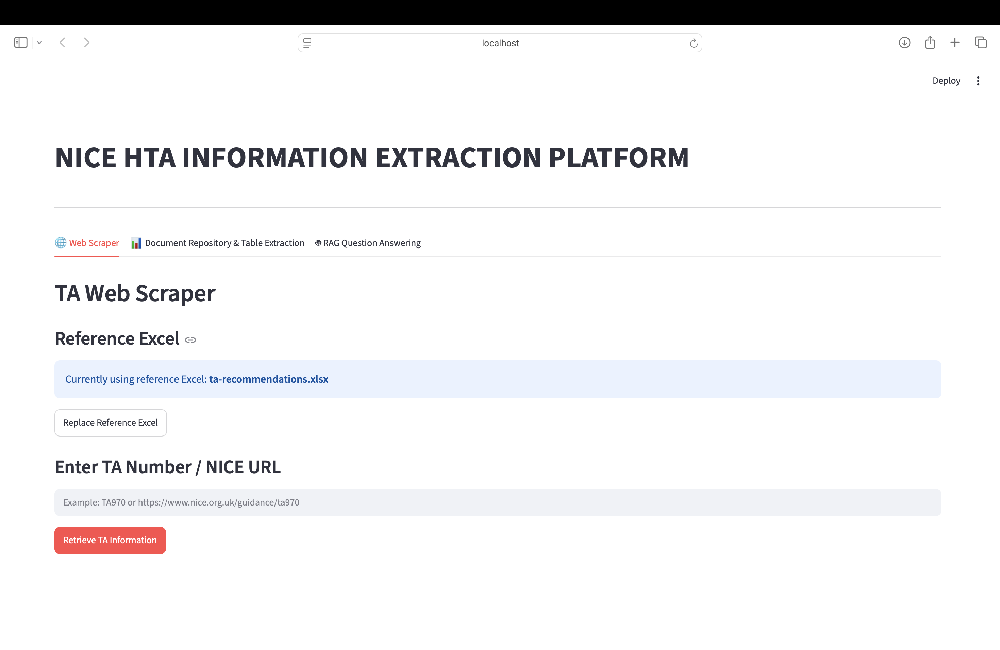 localhost
Deploy
NICE HTA INFORMATION EXTRACTION PLATFORM
Web Scraper
Document Repository & Table Extraction
RAG Question Answering
TA Web Scraper
Reference Excel
Currently using reference Excel: ta-recommendations.xlsx
Replace Reference Excel
Enter TA Number / NICE URL
Example: TA970 or https://www.nice.org.uk/guidance/ta970
Retrieve TA Information